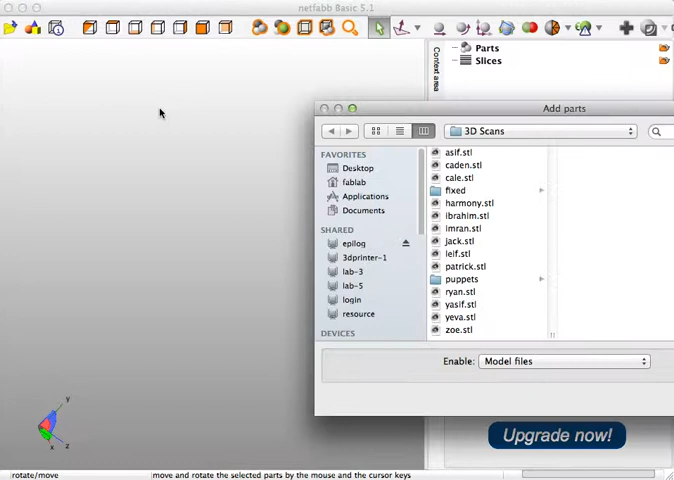 netfabb Basic 5.1
Context area
Parts
Slices
Add parts
3D Scans
FAVORITES
Desktop
fablab
Applications
Documents
SHARED
epilog
3dprinter-1
lab-3
lab-5
login
resource
DEVICES
asif.stl
caden.stl
cale.stl
fixed
harmony.stl
ibrahim.stl
imran.stl
jack.stl
leif.stl
patrick.stl
puppets
ryan.stl
yasif.stl
yeva.stl
zoe.stl
Enable: Model files
Upgrade now!
y
z
x
rotate/move
move and rotate the selected parts by the mouse and the cursor keys